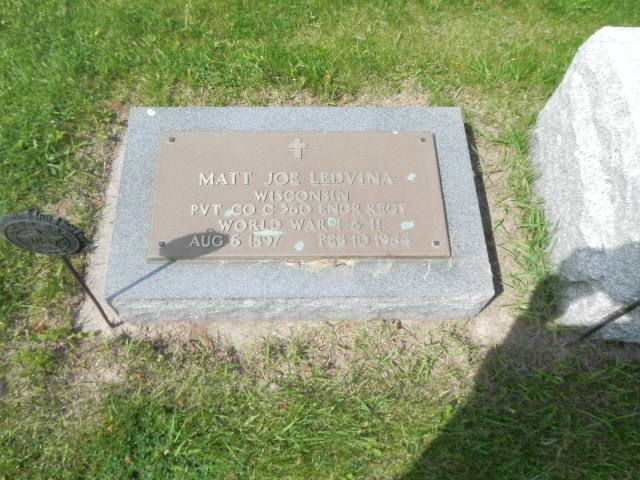 MATT JOE LEDVINA
WISCONSIN
PVT CO C 360 ENGR REGT
WORLD WAR I & II
AUG 6 1897 FEB 10 1964